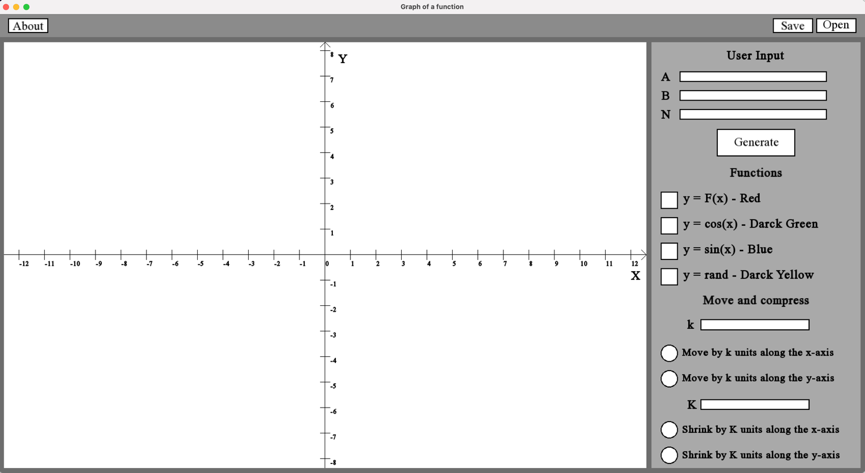 Graph of a function
About
Save
Open
Y
8
7
6
5
4
3
2
1
-12 -11 -10 -9 -8 -7 -6 -5 -4 -3 -2 -1 0 1 2 3 4 5 6 7 8 9 10 11 12
X
-1
-2
-3
-4
-5
-6
-7
-8
User Input
A
B
N
Generate
Functions
y = F(x) - Red
y = cos(x) - Darck Green
y = sin(x) - Blue
y = rand - Darck Yellow
Move and compress
k
Move by k units along the x-axis
Move by k units along the y-axis
K
Shrink by K units along the x-axis
Shrink by K units along the y-axis